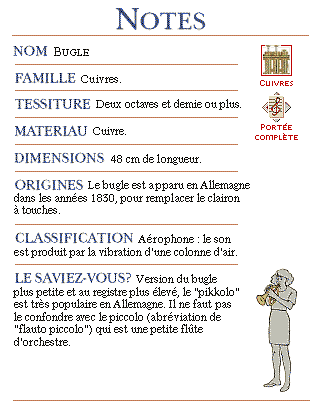 NOTES
NOM BUGLE
FAMILLE Cuivres.
TESSITURE Deux octaves et demie ou plus.
MATERIAU Cuivre.
DIMENSIONS 48 cm de longueur.
ORIGINES Le bugle est apparu en Allemagne
dans les années 1830, pour remplacer le clairon
à touches.
CLASSIFICATION Aérophone : le son
est produit par la vibration d'une colonne d'air.
LE SAVIEZ-VOUS? Version du bugle
plus petite et au registre plus élevé, le "pikkolo"
est très populaire en Allemagne. Il ne faut pas
le confondre avec le piccolo (abréviation de
"flauto piccolo") qui est une petite flûte
d'orchestre.
CUIVRES
PORTÉE
COMPLÈTE